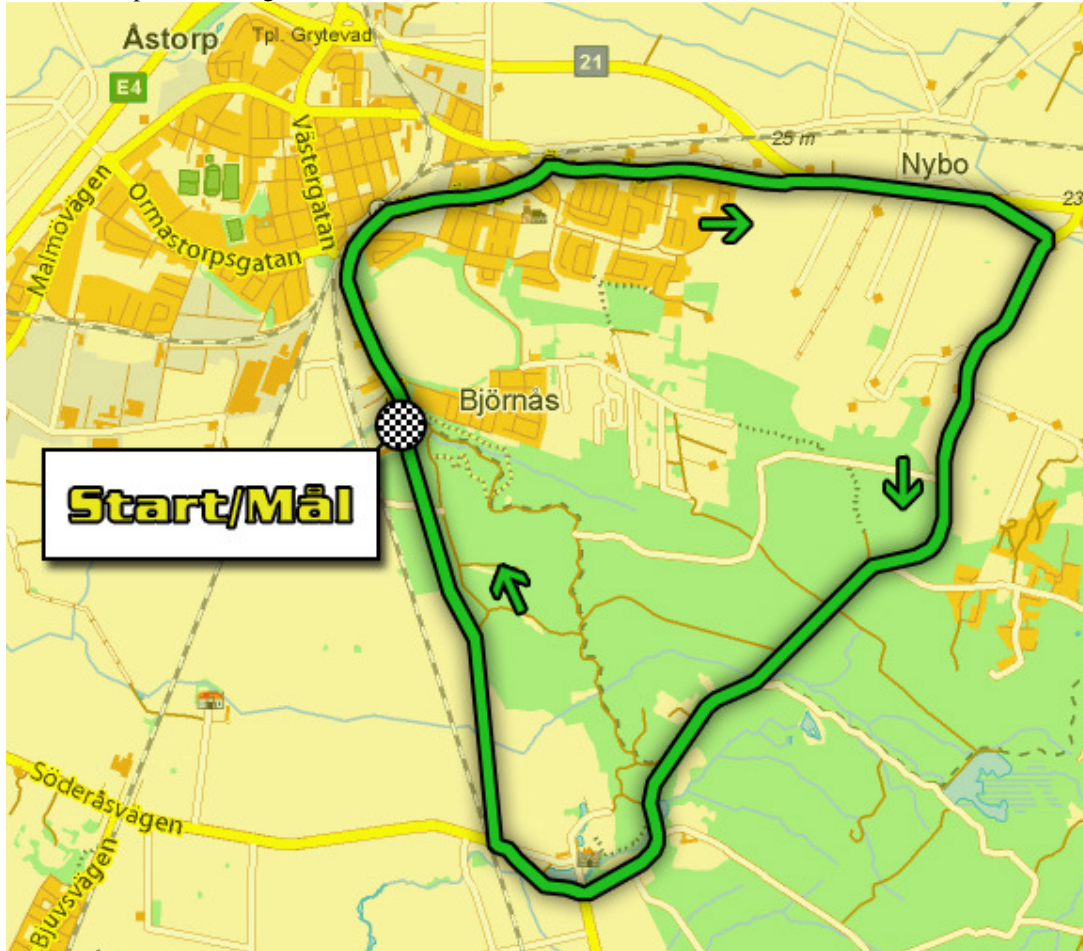 Åstorp
Tpl. Grytevad
E4
21
25 m
Västergatan
Malmövägen
Ormastorpsgatan
Nybo
23
Björnås
Start/Mål
Söderåsvägen
Bjuvsvägen